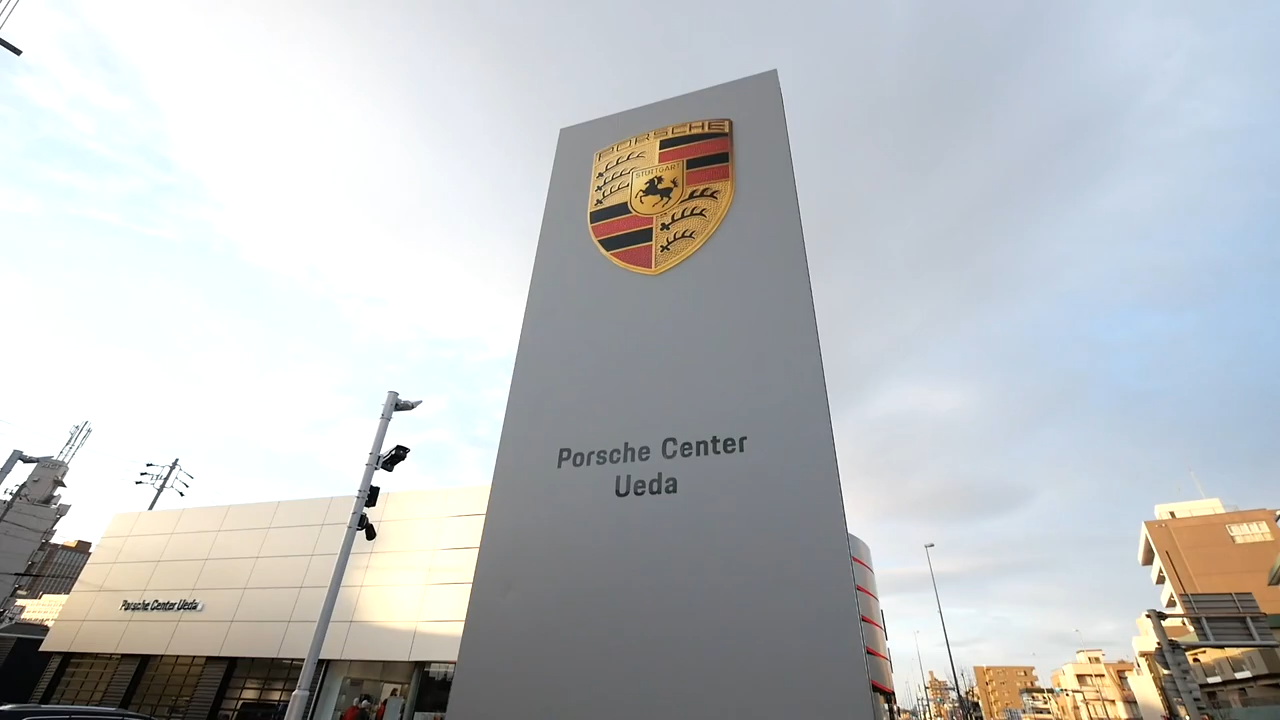 PORSCHE
STUTTGART
Porsche Center
Ueda
Porsche Center Ueda